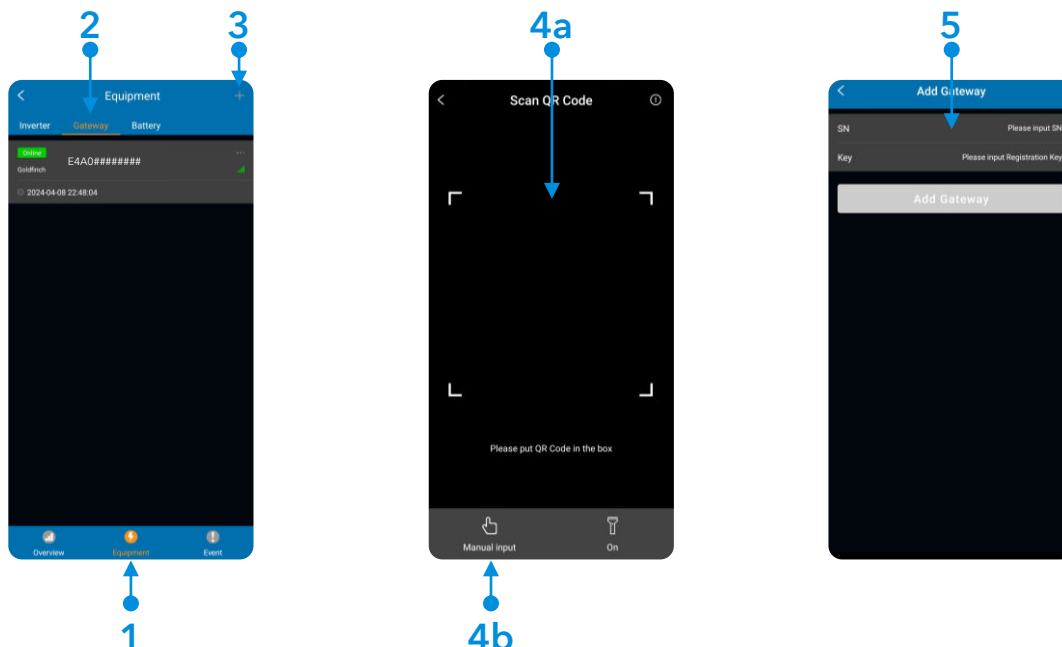 2
3
4a
5
Equipment
Inverter Gateway Battery
Online
Goldfinch
E4A0########
2024-04-08 22:48:04
Overview
Equipment
Event
1
Scan QR Code
Please put QR Code in the box
Manual input
On
4b
Add Gateway
SN Please input SN
Key Please input Registration Key
Add Gateway